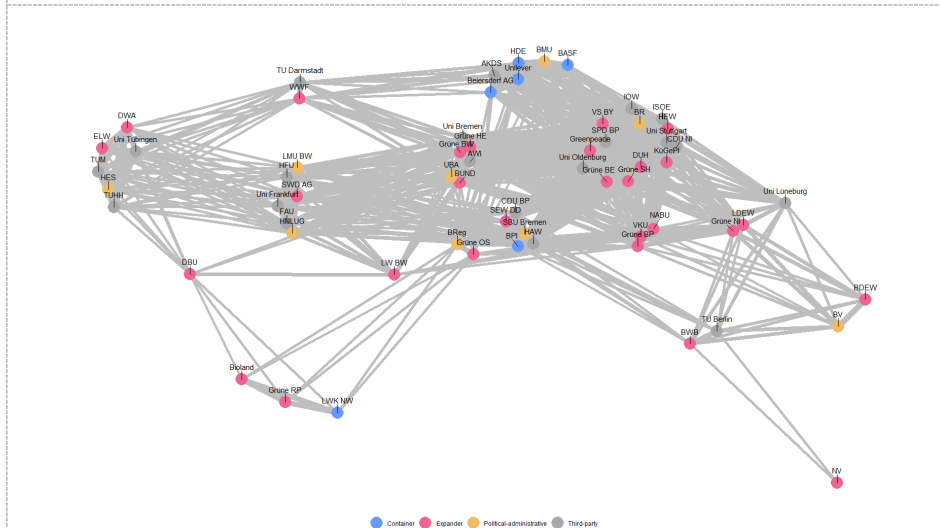 HDE
BMU
BASF
AKDS
Unilever
TU Darmstadt
Beiersdorf AG
WWF
IOW
ISOE
VS BY
BR
HEW
DWA
Uni Bremen
SPD BP
Uni Stuttgart
ELW
Uni Tübingen
Grüne HE
Greenpeade
CDU NI
Grüne BW
KoGePl
TUM
LMU BW
AWI
Uni Oldenburg
HFU
UBA
BUND
DUH
Grüne BE
Grüne SH
HES
SWD AG
TUHH
Uni Frankfurt
Uni Lüneburg
CDU BP
FAU
SEW DD
HNLUG
SBU Bremen
NABU
LDEW
BReg
BPI
HAW
VKU
Grüne NI
Grüne OS
Grüne BP
DBU
LW BW
BDEW
BV
TU Berlin
BWB
Bioland
Grüne RP
LWK NW
NV
Container
Expander
Political-administrative
Third-party